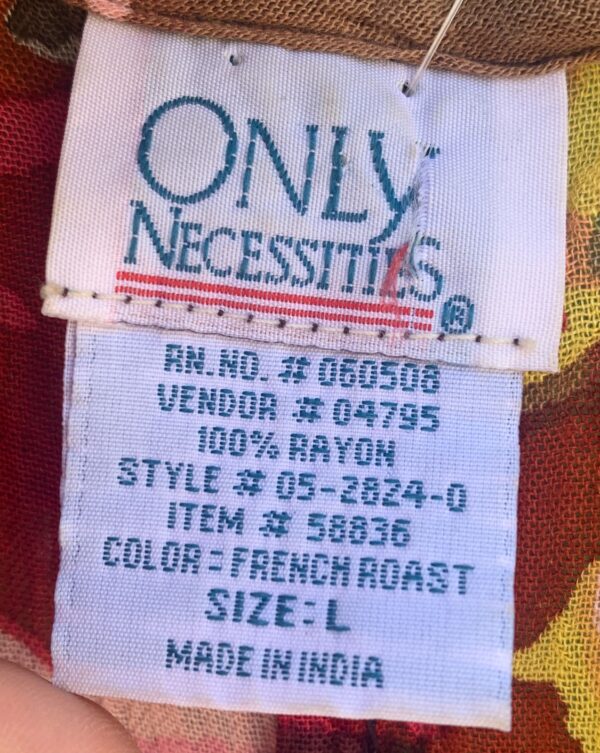 ONLY
NECESSITIES ®
RN.NO. # 060508
VENDOR # 04795
100% RAYON
STYLE # 05-2824-0
ITEM # 58836
COLOR = FRENCH ROAST
SIZE: L
MADE IN INDIA